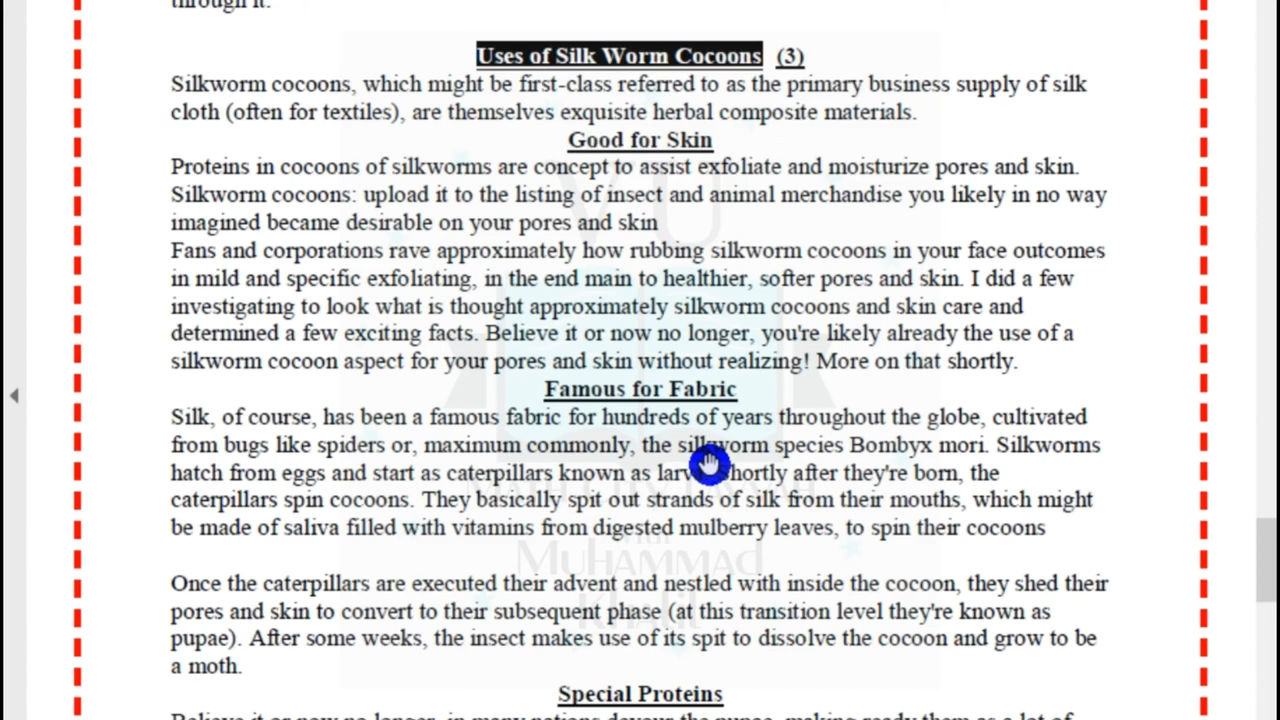 through it.
Uses of Silk Worm Cocoons (3)
Silkworm cocoons, which might be first-class referred to as the primary business supply of silk
cloth (often for textiles), are themselves exquisite herbal composite materials.
Good for Skin
Proteins in cocoons of silkworms are concept to assist exfoliate and moisturize pores and skin.
Silkworm cocoons: upload it to the listing of insect and animal merchandise you likely in no way
imagined became desirable on your pores and skin
Fans and corporations rave approximately how rubbing silkworm cocoons in your face outcomes
in mild and specific exfoliating, in the end main to healthier, softer pores and skin. I did a few
investigating to look what is thought approximately silkworm cocoons and skin care and
determined a few exciting facts. Believe it or now no longer, you're likely already the use of a
silkworm cocoon aspect for your pores and skin without realizing! More on that shortly.
Famous for Fabric
Silk, of course, has been a famous fabric for hundreds of years throughout the globe, cultivated
from bugs like spiders or, maximum commonly, the silkworm species Bombyx mori. Silkworms
hatch from eggs and start as caterpillars known as shortly after they're born, the
caterpillars spin cocoons. They basically spit out strands of silk from their mouths, which might
be made of saliva filled with vitamins from digested mulberry leaves, to spin their cocoons
with
Muhammad
Khalil
Once the caterpillars are executed their advent and nestled with inside the cocoon, they shed their
pores and skin to convert to their subsequent phase (at this transition level they're known as
pupae). After some weeks, the insect makes use of its spit to dissolve the cocoon and grow to be
a moth.
Special Proteins
VU